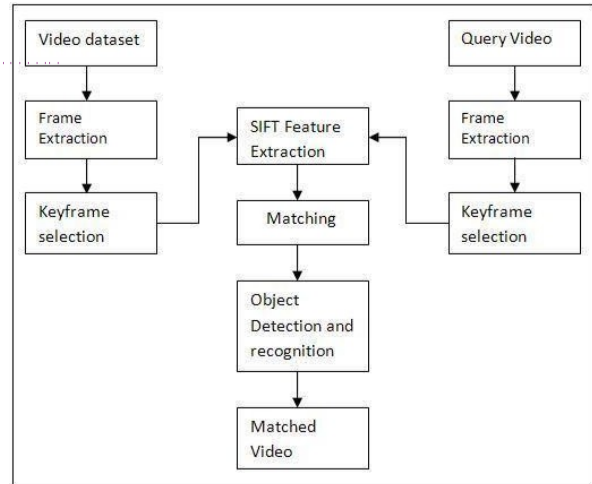 Video dataset
Frame
Extraction
Keyframe
selection
Query Video
Frame
Extraction
Keyframe
selection
SIFT Feature
Extraction
Matching
Object
Detection and
recognition
Matched
Video